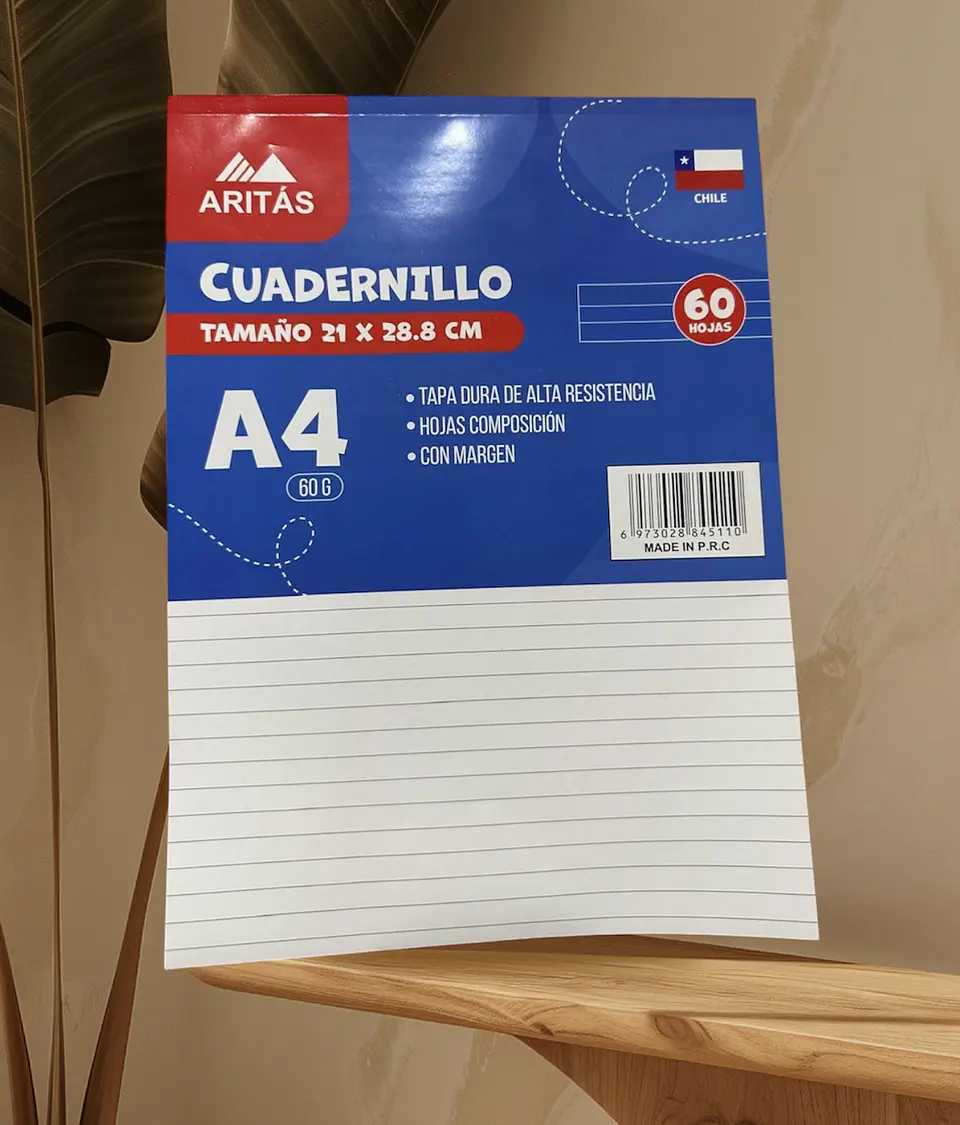 ARITÁS
CHILE
CUADERNILLO
TAMAÑO 21 X 28.8 CM
60
HOJAS
A4
60 G
• TAPA DURA DE ALTA RESISTENCIA
• HOJAS COMPOSICIÓN
• CON MARGEN
6 973028 845110
MADE IN P.R.C